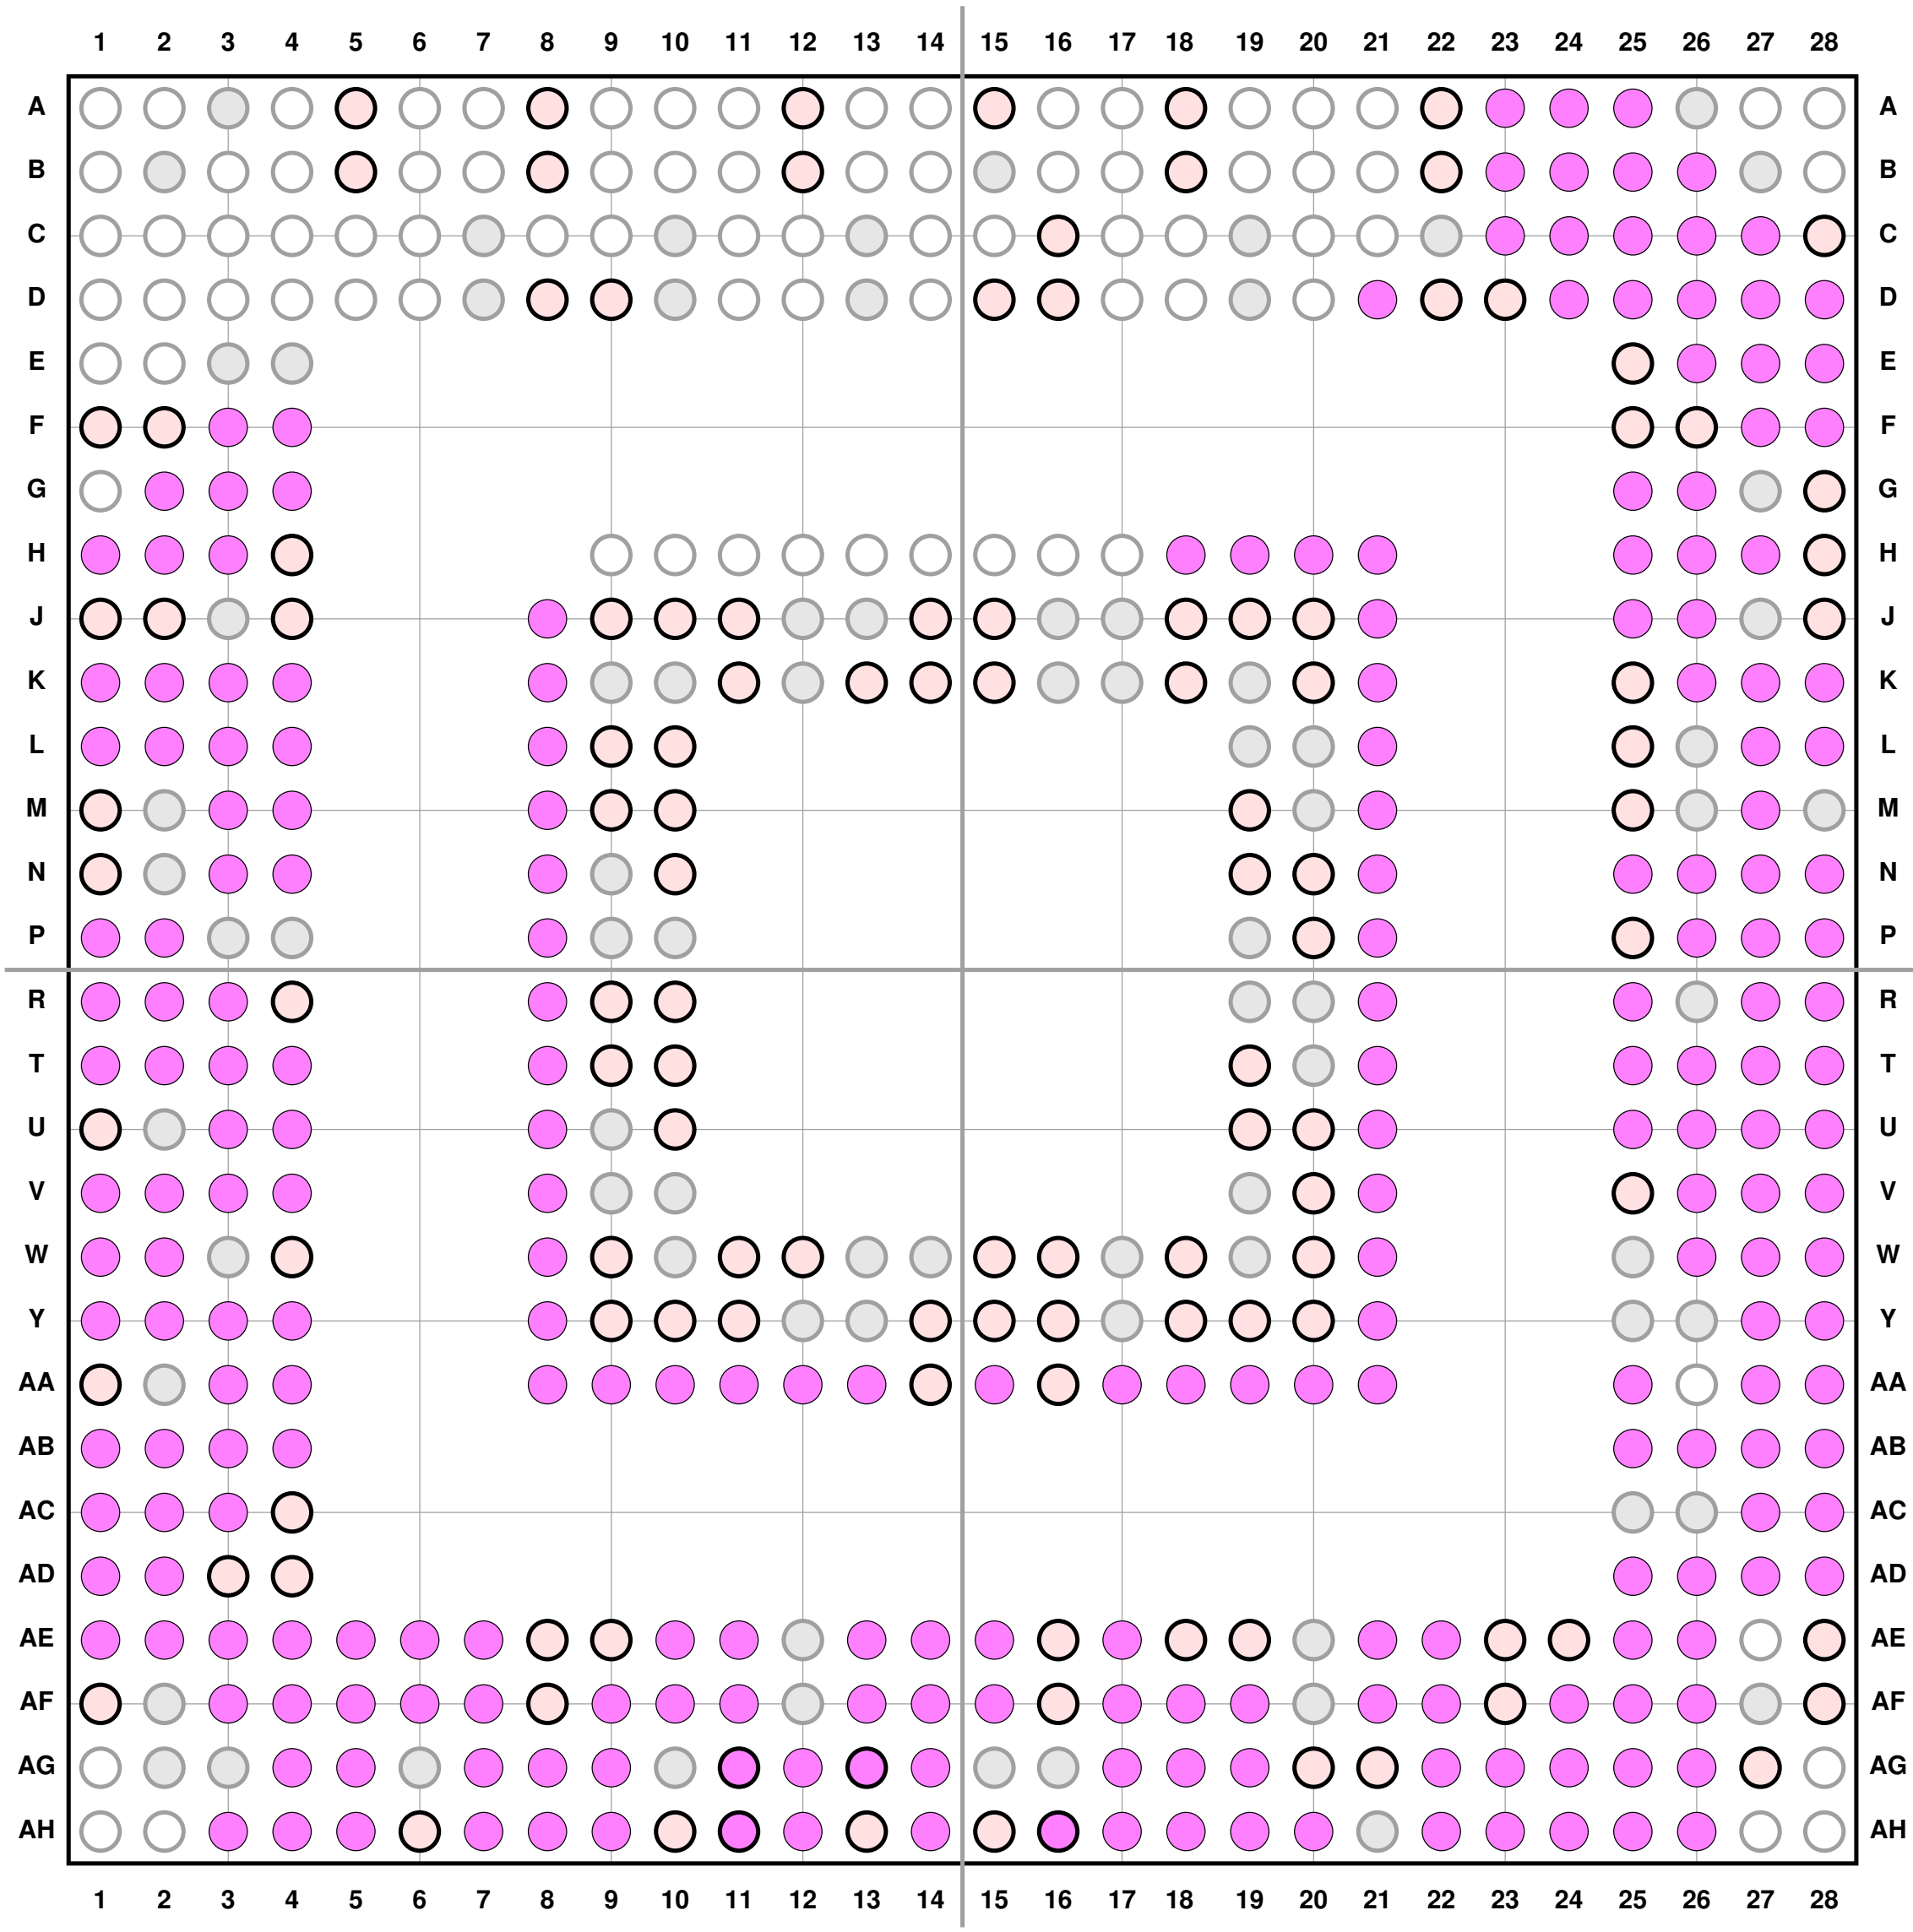 1 2 3 4 5 6 7 8 9 10 11 12 13 14 15 16 17 18 19 20 21 22 23 24 25 26 27 28
A A
B B
C C
D D
E E
F F
G G
H H
J J
K K
L L
M M
N N
P P
R R
T T
U U
V V
W W
Y Y
AA AA
AB AB
AC AC
AD AD
AE AE
AF AF
AG AG
AH AH
1 2 3 4 5 6 7 8 9 10 11 12 13 14 15 16 17 18 19 20 21 22 23 24 25 26 27 28